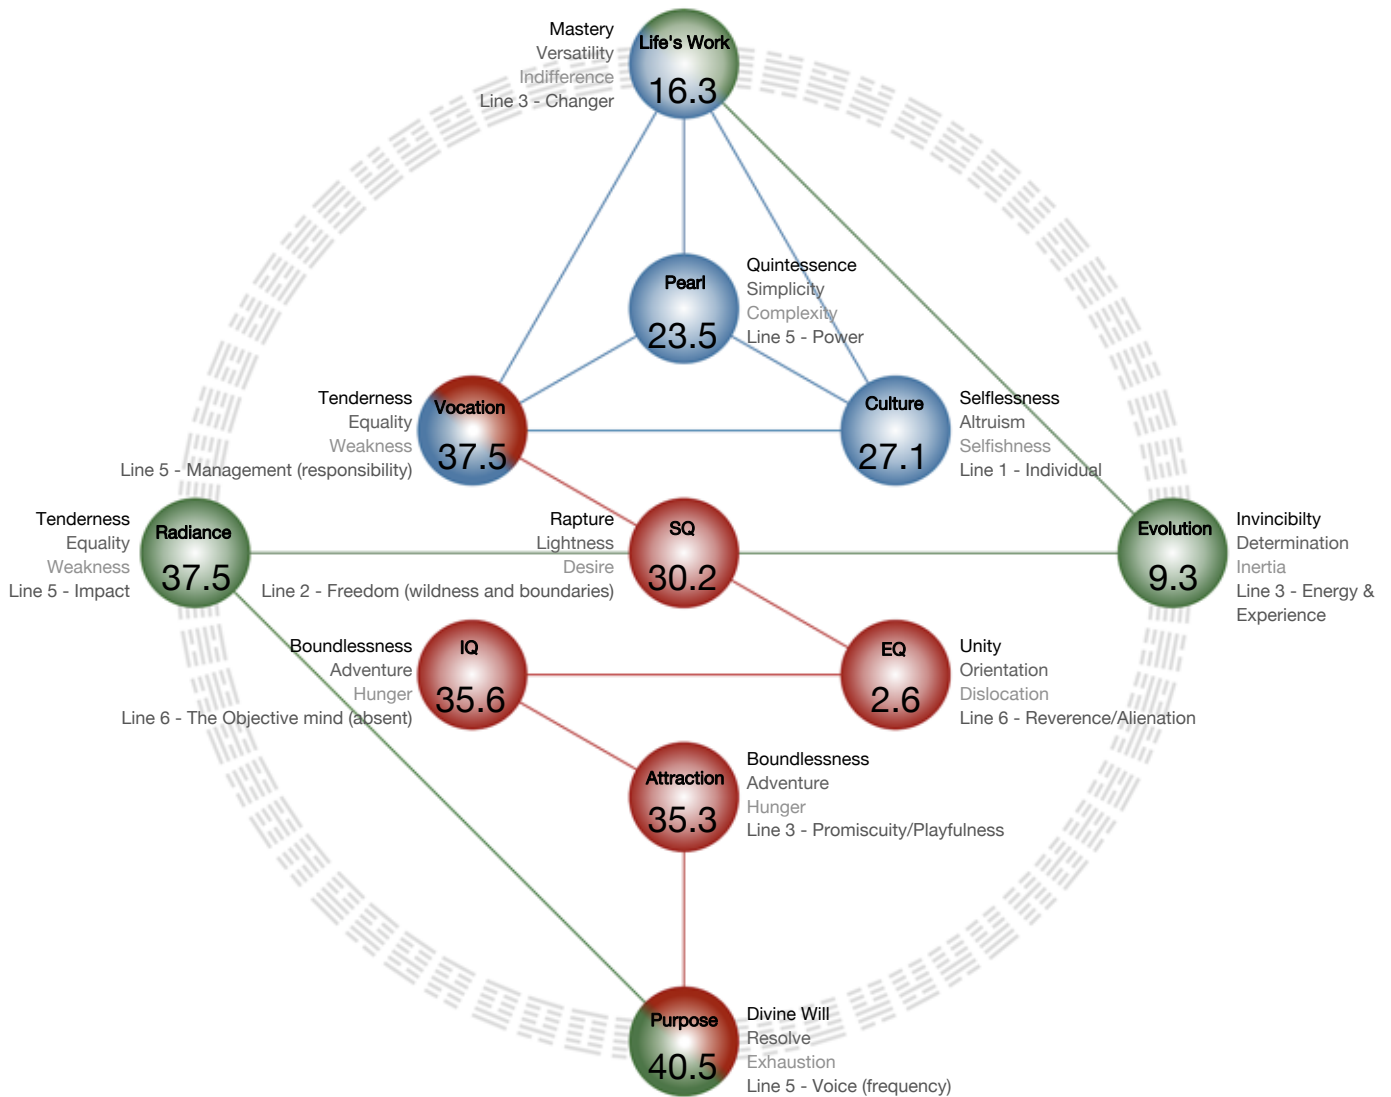 Mastery
Versatility
Indifference
Line 3 - Changer
Life's Work
16.3
Quintessence
Simplicity
Complexity
Line 5 - Power
Pearl
23.5
Tenderness
Equality
Weakness
Line 5 - Management (responsibility)
Vocation
37.5
Culture
27.1
Selflessness
Altruism
Selfishness
Line 1 - Individual
Tenderness
Equality
Weakness
Line 5 - Impact
Radiance
37.5
Rapture
Lightness
Desire
Line 2 - Freedom (wildness and boundaries)
SQ
30.2
Evolution
9.3
Invincibilty
Determination
Inertia
Line 3 - Energy &
Experience
Boundlessness
Adventure
Hunger
Line 6 - The Objective mind (absent)
IQ
35.6
EQ
2.6
Unity
Orientation
Dislocation
Line 6 - Reverence/Alienation
Attraction
35.3
Boundlessness
Adventure
Hunger
Line 3 - Promiscuity/Playfulness
Purpose
40.5
Divine Will
Resolve
Exhaustion
Line 5 - Voice (frequency)